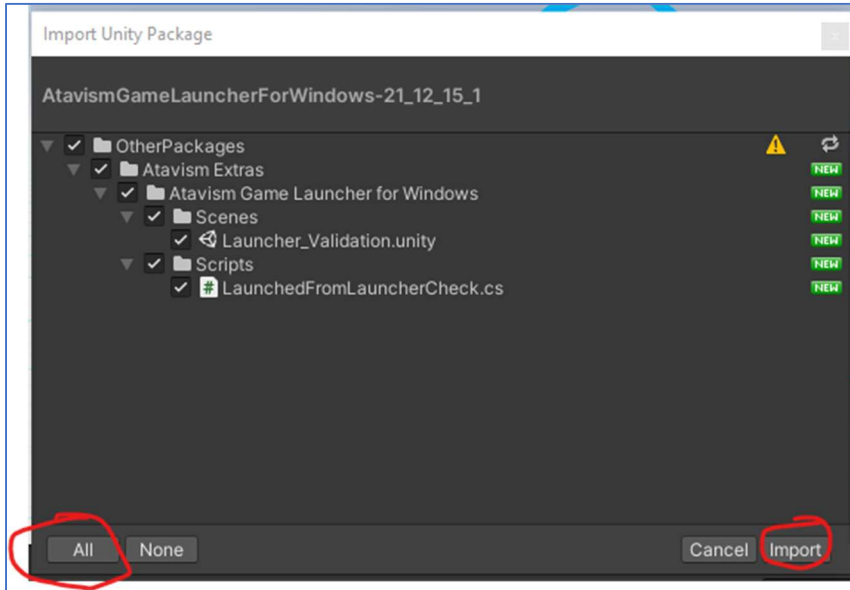 Import Unity Package
x
AtavismGameLauncherForWindows-21_12_15_1
OtherPackages
Atavism Extras NEW
Atavism Game Launcher for Windows NEW
Scenes NEW
Launcher_Validation.unity NEW
Scripts NEW
# LaunchedFromLauncherCheck.cs NEW
All None Cancel Import